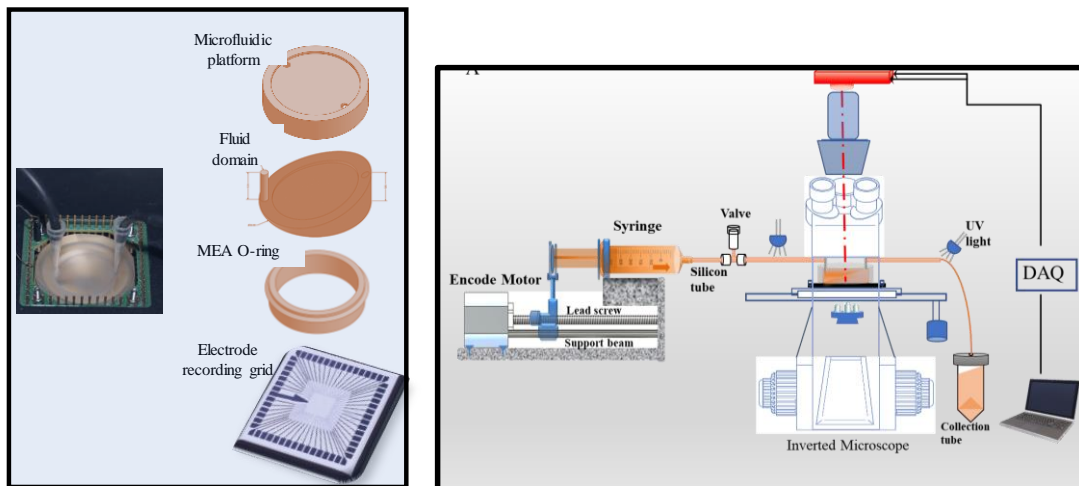 Microfluidic
platform
Fluid
domain
MEA O-ring
Electrode
recording grid
A
Valve
Syringe
Silicon
tube
Encode Motor
Lead screw
Support beam
UV
light
DAQ
Collection
tube
Inverted Microscope